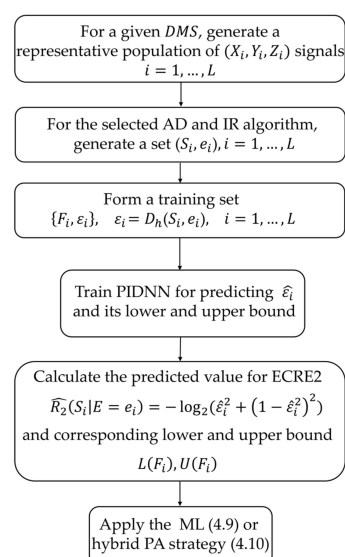 For a given DMS, generate a
representative population of (X_i, Y_i, Z_i) signals
i = 1, ..., L
For the selected AD and IR algorithm,
generate a set (S_i, e_i), i = 1, ..., L
Form a training set
{F_i, ε_i}, ε_i = D_h(S_i, e_i), i = 1, ..., L
Train PIDNN for predicting ε̂_i
and its lower and upper bound
Calculate the predicted value for ECRE2
R̂_2(S_i|E = e_i) = −log_2(ε̂_i^2 + (1 − ε̂_i^2)^2)
and corresponding lower and upper bound
L(F_i), U(F_i)
Apply the ML (4.9) or
hybrid PA strategy (4.10)